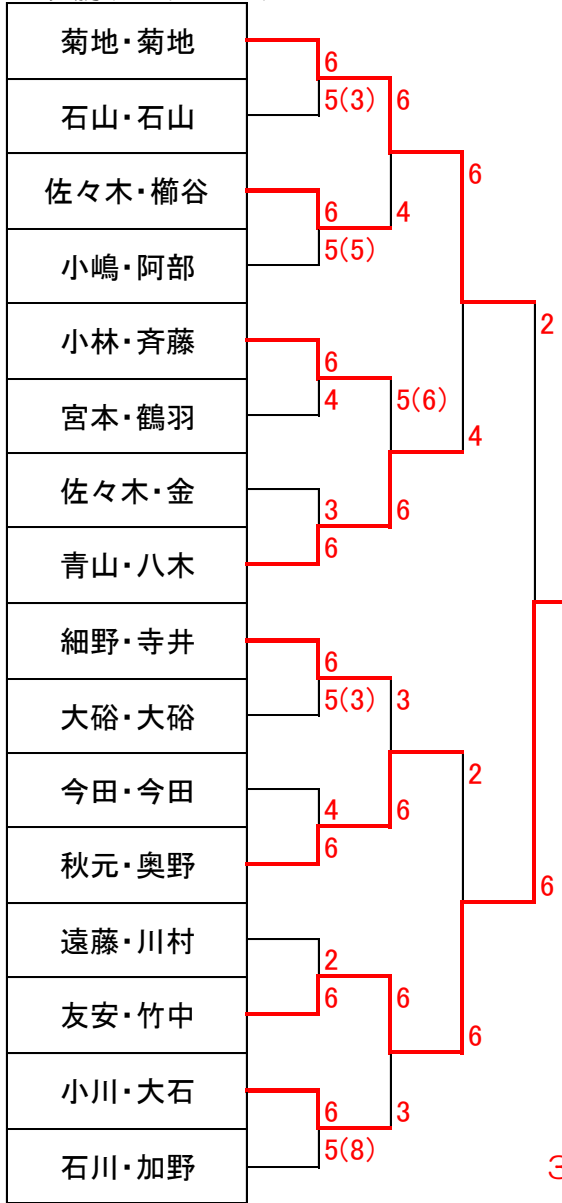 菊地・菊地
6
6
石山・石山
5(3)
6
佐々木・櫛谷
6
4
小嶋・阿部
5(5)
2
小林・斉藤
6
宮本・鶴羽
4
5(6)
4
佐々木・金
3
6
青山・八木
6
細野・寺井
6
大硲・大硲
5(3)
3
今田・今田
4
6
2
秋元・奥野
6
6
遠藤・川村
2
友安・竹中
6
6
6
小川・大石
6
3
石川・加野
5(8)